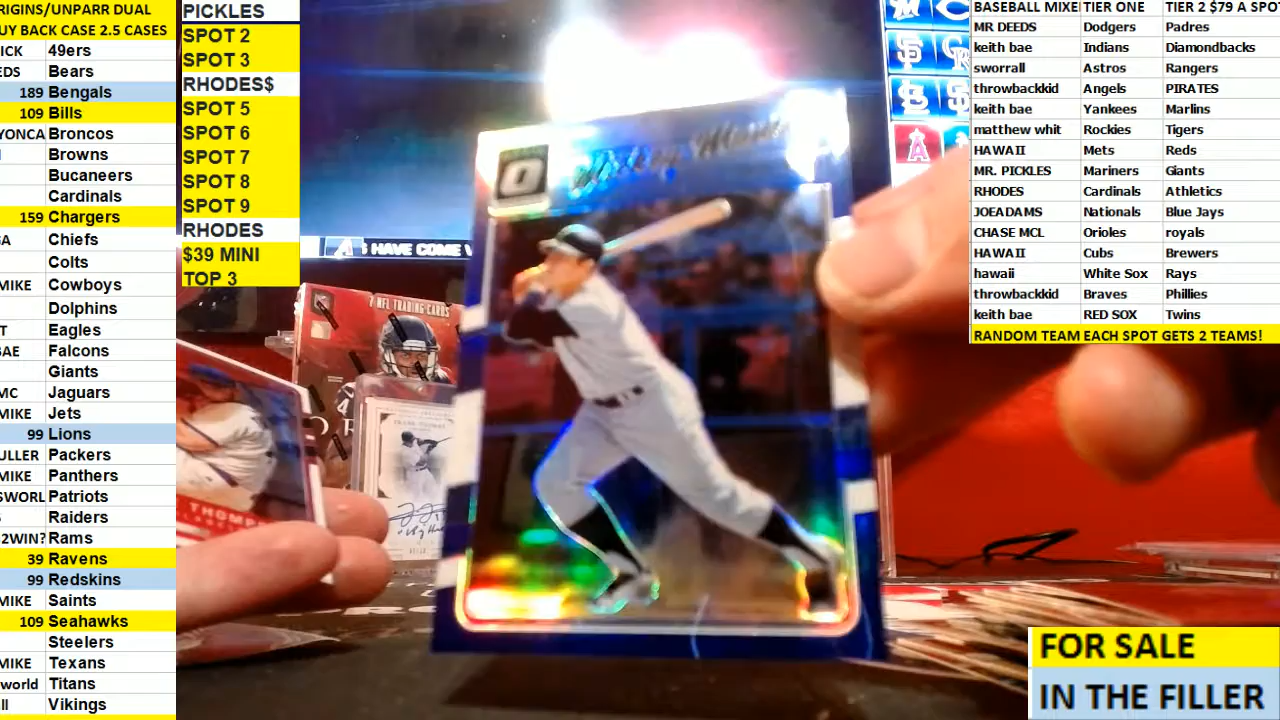 RIGINS/UNPARR DUAL
UY BACK CASE 2.5 CASES
ICK 49ers
EDS Bears
189 Bengals
109 Bills
YONCA Broncos
Browns
Bucaneers
Cardinals
159 Chargers
GA Chiefs
Colts
MIKE Cowboys
Dolphins
T Eagles
BAE Falcons
Giants
MC Jaguars
MIKE Jets
99 Lions
ULLER Packers
MIKE Panthers
SWORL Patriots
Raiders
2WIN? Rams
39 Ravens
99 Redskins
MIKE Saints
109 Seahawks
Steelers
MIKE Texans
world Titans
ll Vikings
PICKLES
SPOT 2
SPOT 3
RHODES$
SPOT 5
SPOT 6
SPOT 7
SPOT 8
SPOT 9
RHODES
$39 MINI
TOP 3
HAVE COME
7 NFL TRADING CARDS
THOMP
BASEBALL MIXE TIER ONE TIER 2 $79 A SPOT
MR DEEDS Dodgers Padres
keith bae Indians Diamondbacks
sworrall Astros Rangers
throwbackkid Angels PIRATES
keith bae Yankees Marlins
matthew whit Rockies Tigers
HAWAII Mets Reds
MR. PICKLES Mariners Giants
RHODES Cardinals Athletics
JOEADAMS Nationals Blue Jays
CHASE MCL Orioles royals
HAWAII Cubs Brewers
hawaii White Sox Rays
throwbackkid Braves Phillies
keith bae RED SOX Twins
RANDOM TEAM EACH SPOT GETS 2 TEAMS!
FOR SALE
IN THE FILLER